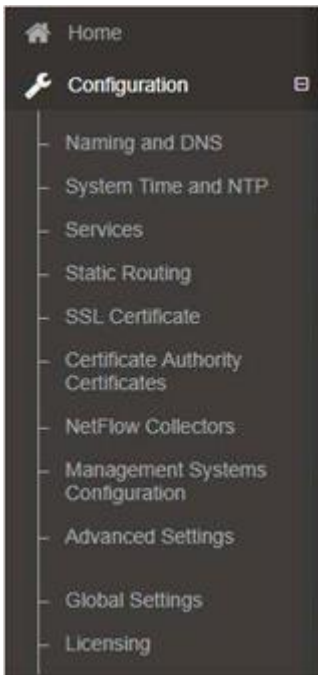 Home
Configuration
Naming and DNS
System Time and NTP
Services
Static Routing
SSL Certificate
Certificate Authority
Certificates
NetFlow Collectors
Management Systems
Configuration
Advanced Settings
Global Settings
Licensing